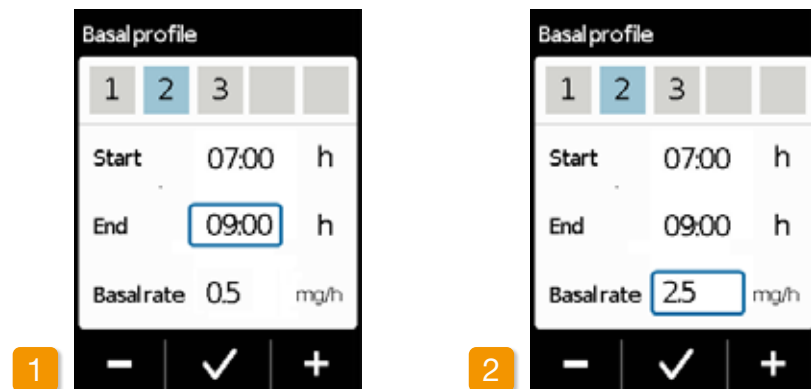 Basal profile
1 2 3
Start 07:00 h
End 09:00 h
Basal rate 0.5 mg/h
− ✓ +
1
Basal profile
1 2 3
Start 07:00 h
End 09:00 h
Basal rate 2.5 mg/h
− ✓ +
2